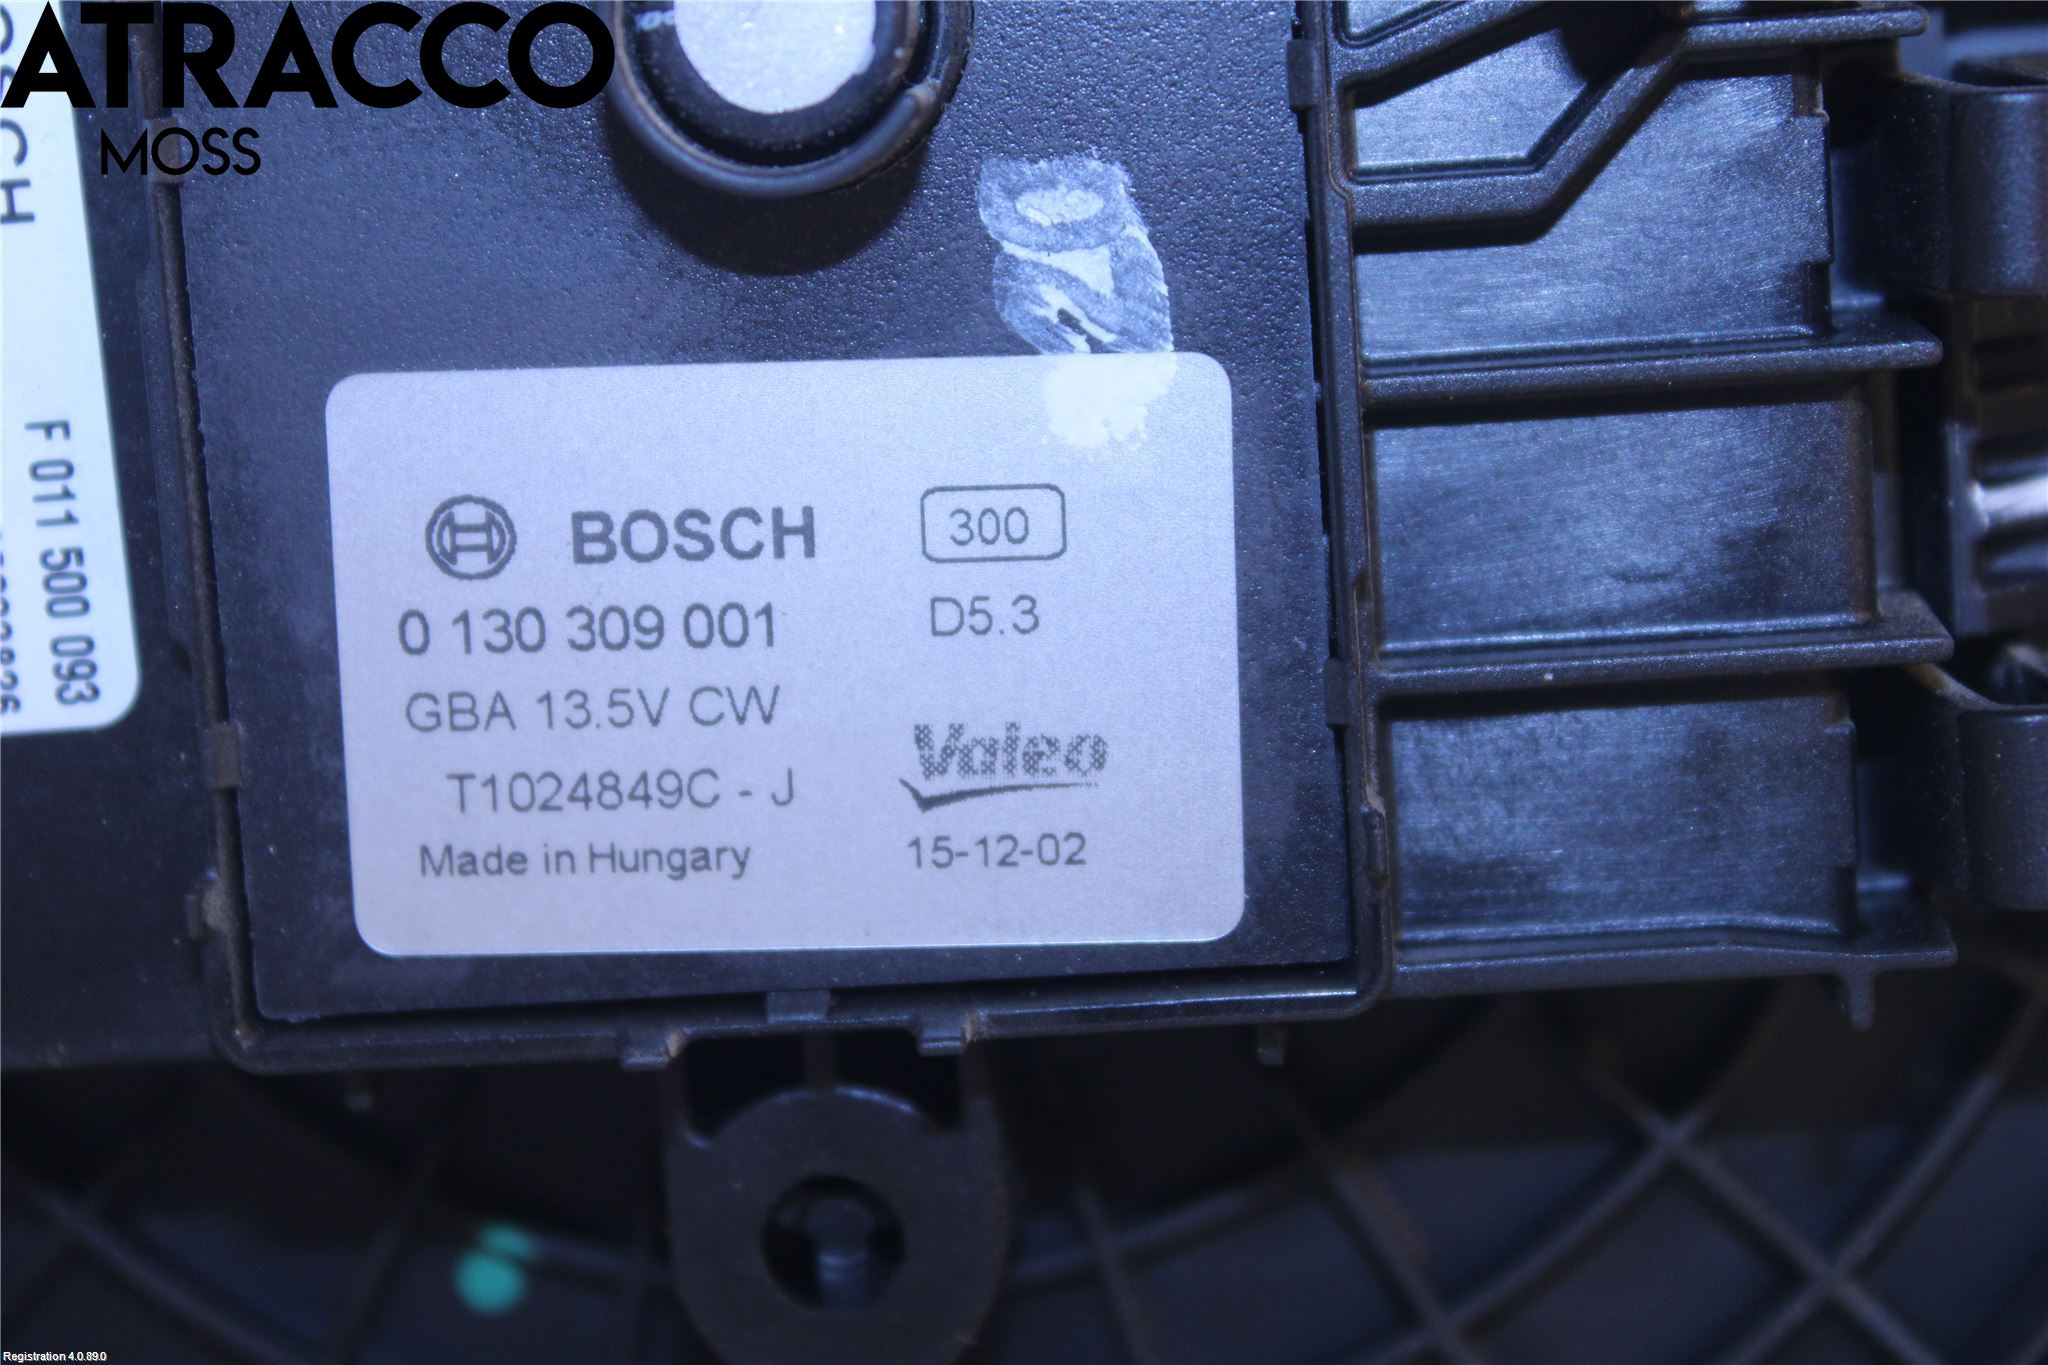 ATRACCO
MOSS
BOSCH
F 011 500 093
BOSCH
300
0 130 309 001
D5.3
GBA 13.5V CW
T1024849C - J
Valeo
Made in Hungary
15-12-02
Registration 4.0.89.0